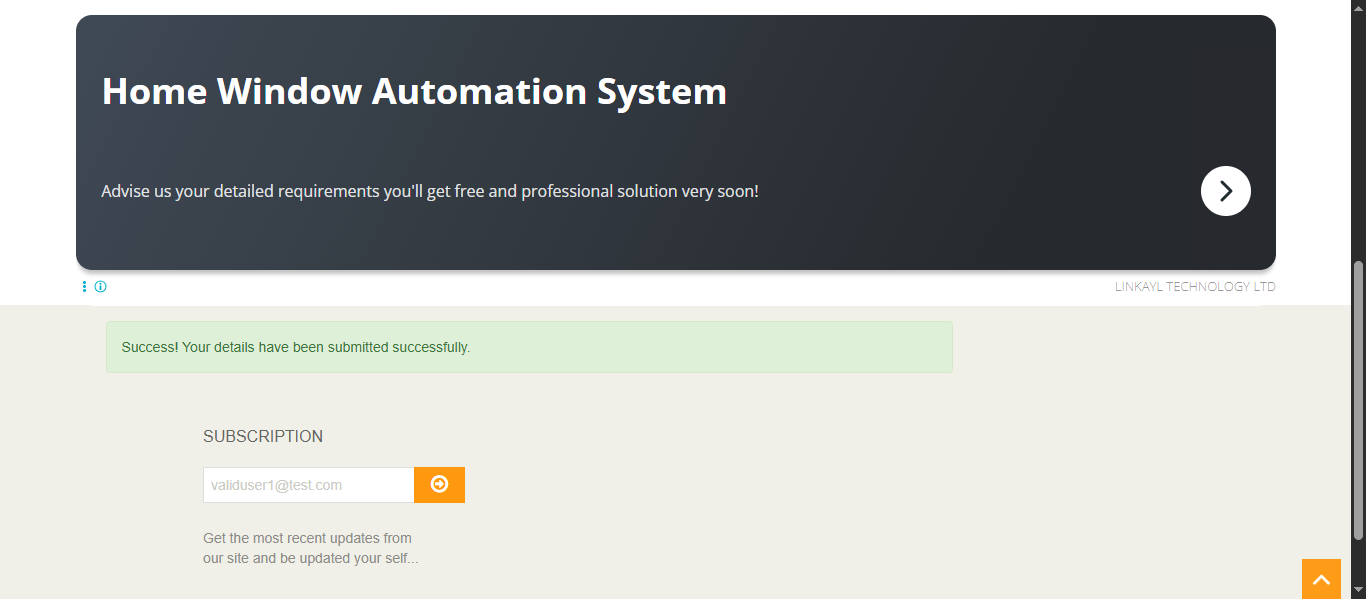 Home Window Automation System
Advise us your detailed requirements you'll get free and professional solution very soon!
LINKAYL TECHNOLOGY LTD
Success! Your details have been submitted successfully.
SUBSCRIPTION
validuser1@test.com
Get the most recent updates from
our site and be updated your self...